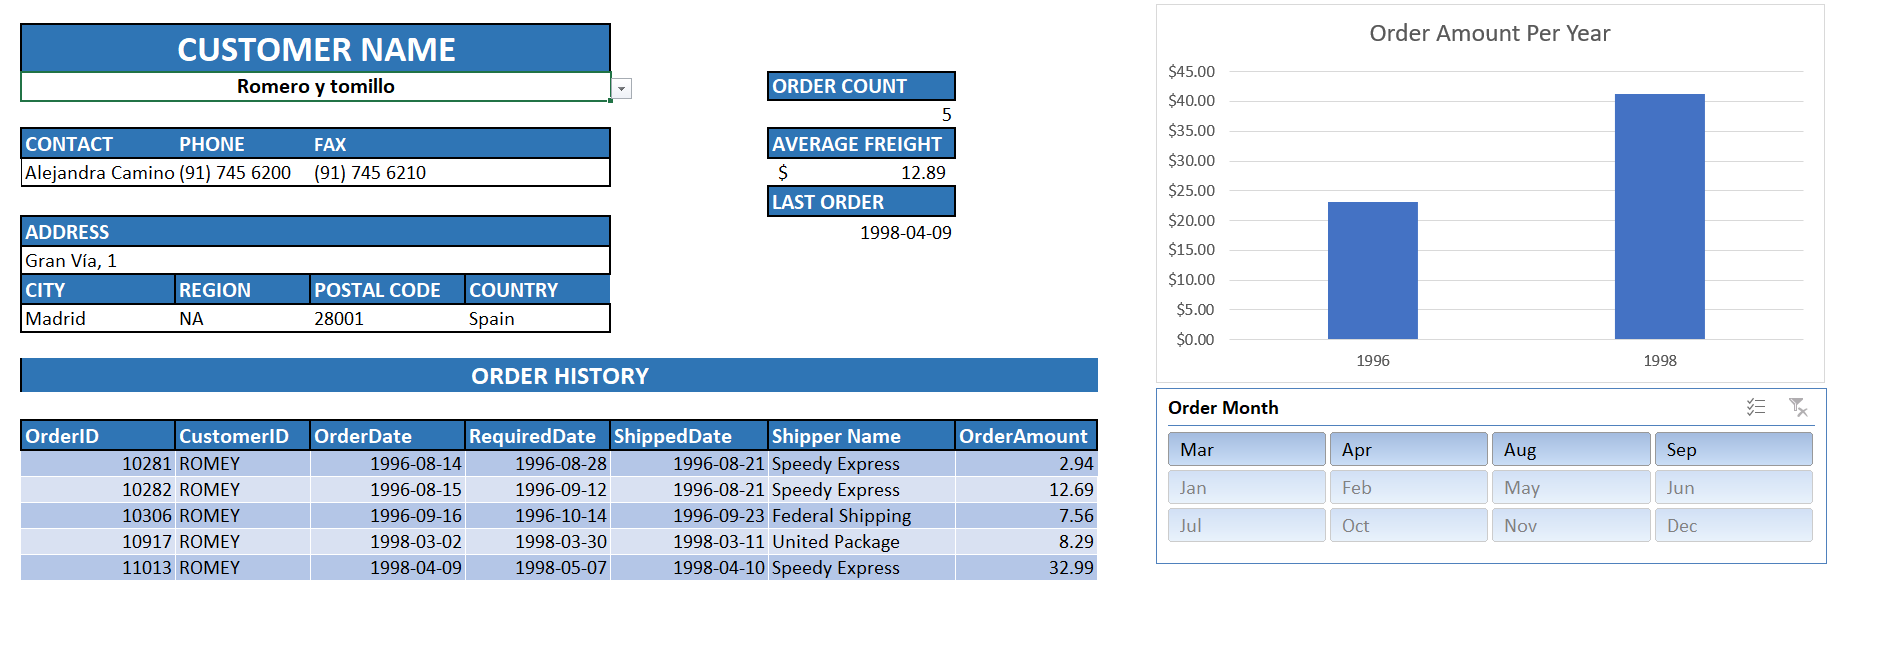 CUSTOMER NAME
Romero y tomillo
CONTACT PHONE FAX
Alejandra Camino (91) 745 6200 (91) 745 6210
ADDRESS
Gran Vía, 1
CITY REGION POSTAL CODE COUNTRY
Madrid NA 28001 Spain
ORDER COUNT
5
AVERAGE FREIGHT
$ 12.89
LAST ORDER
1998-04-09
ORDER HISTORY
OrderID CustomerID OrderDate RequiredDate ShippedDate Shipper Name OrderAmount
10281 ROMEY 1996-08-14 1996-08-28 1996-08-21 Speedy Express 2.94
10282 ROMEY 1996-08-15 1996-09-12 1996-08-21 Speedy Express 12.69
10306 ROMEY 1996-09-16 1996-10-14 1996-09-23 Federal Shipping 7.56
10917 ROMEY 1998-03-02 1998-03-30 1998-03-11 United Package 8.29
11013 ROMEY 1998-04-09 1998-05-07 1998-04-10 Speedy Express 32.99
Order Amount Per Year
$45.00
$40.00
$35.00
$30.00
$25.00
$20.00
$15.00
$10.00
$5.00
$0.00
1996 1998
Order Month
Mar Apr Aug Sep
Jan Feb May Jun
Jul Oct Nov Dec